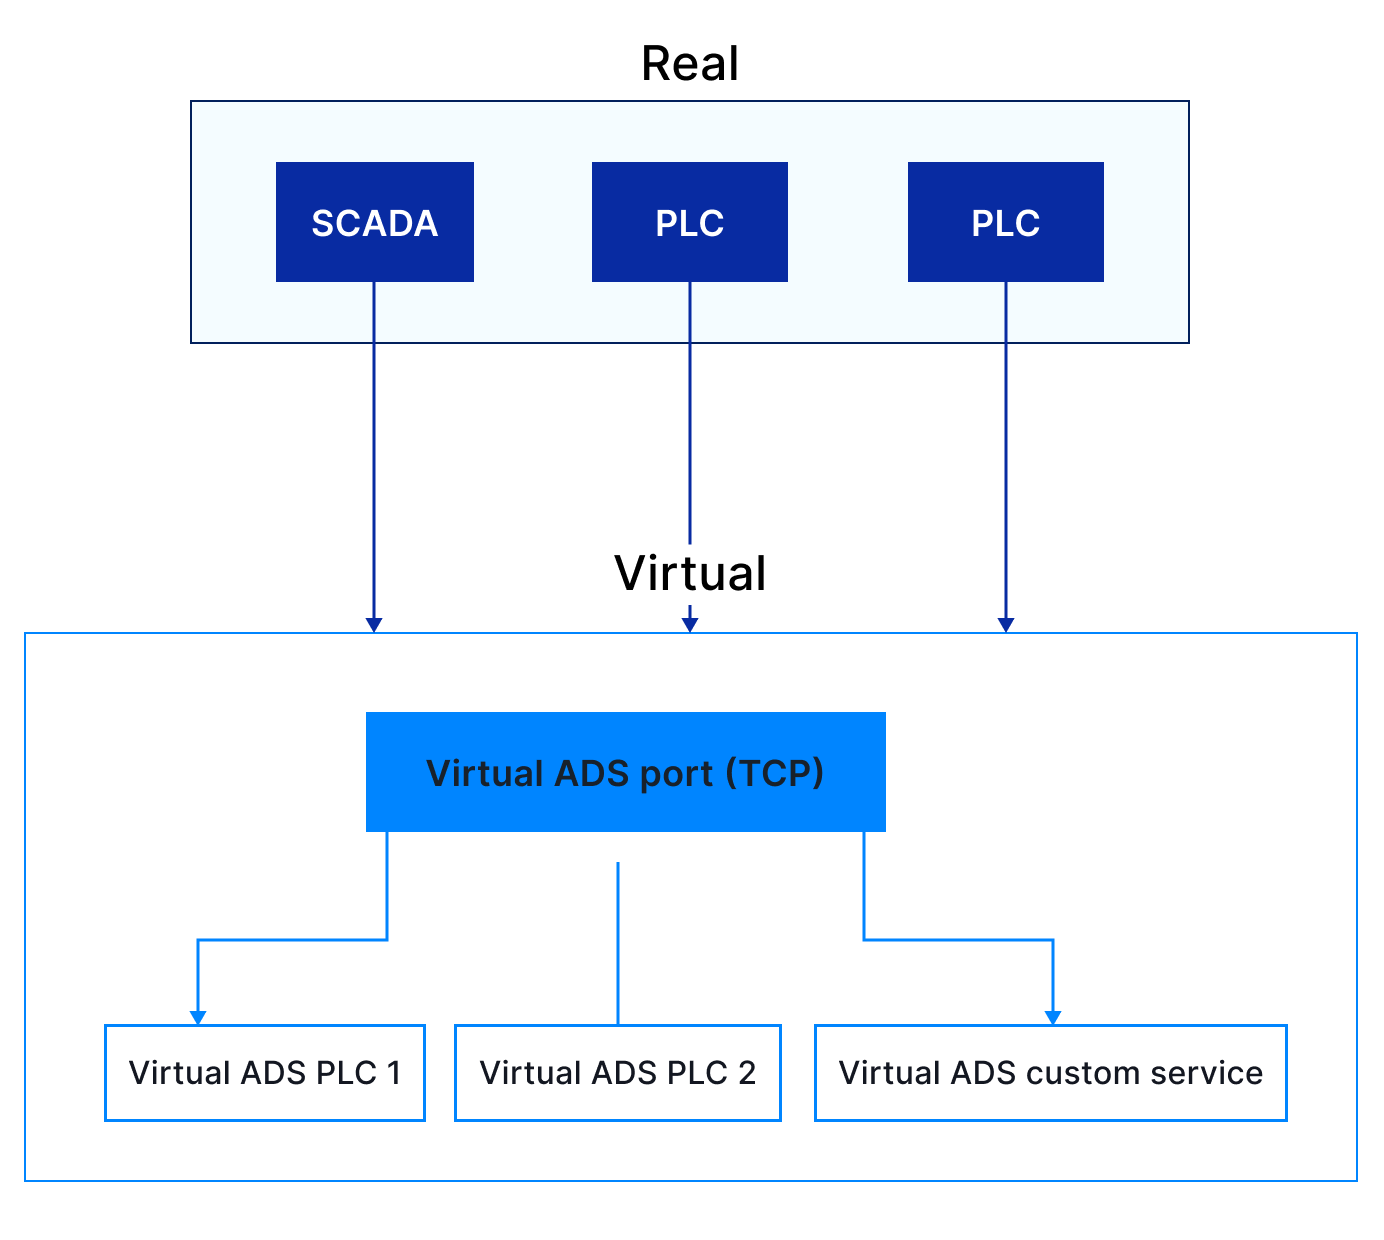 Real
SCADA
PLC
PLC
Virtual
Virtual ADS port (TCP)
Virtual ADS PLC 1
Virtual ADS PLC 2
Virtual ADS custom service